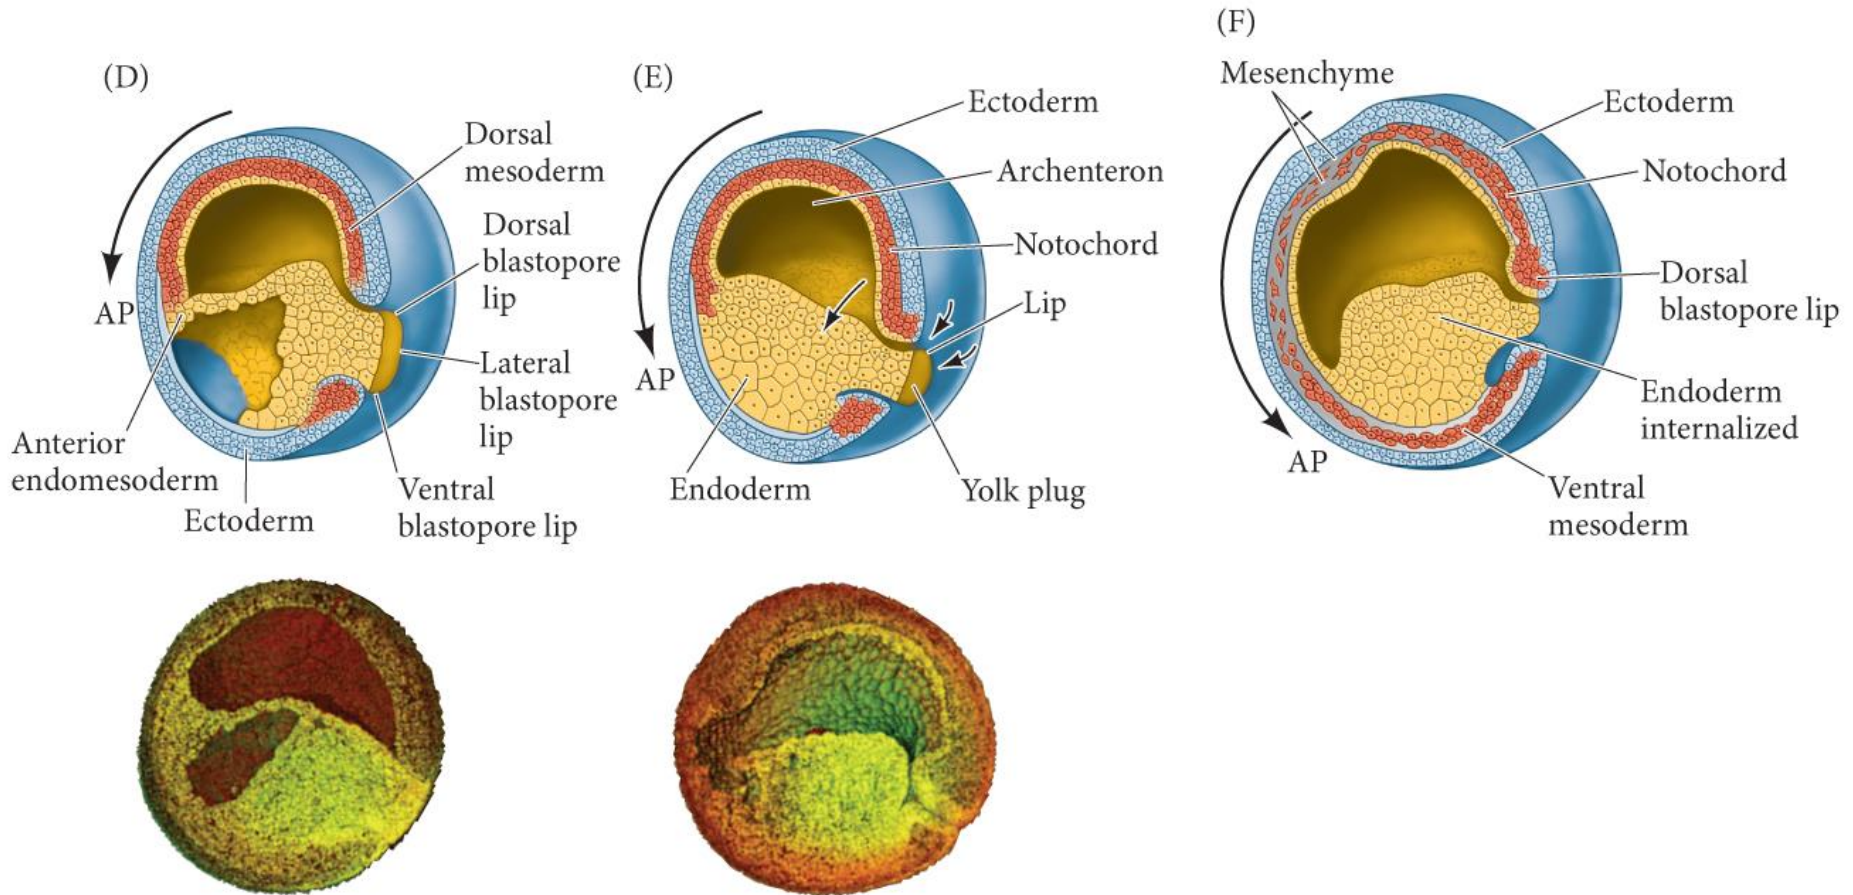 (D)
Dorsal
mesoderm
Dorsal
blastopore
lip
AP
Lateral
blastopore
lip
Anterior
endomesoderm
Ectoderm
Ventral
blastopore lip
(E)
Ectoderm
Archenteron
Notochord
Lip
AP
Endoderm
Yolk plug
(F)
Mesenchyme
Ectoderm
Notochord
Dorsal
blastopore lip
Endoderm
internalized
AP
Ventral
mesoderm